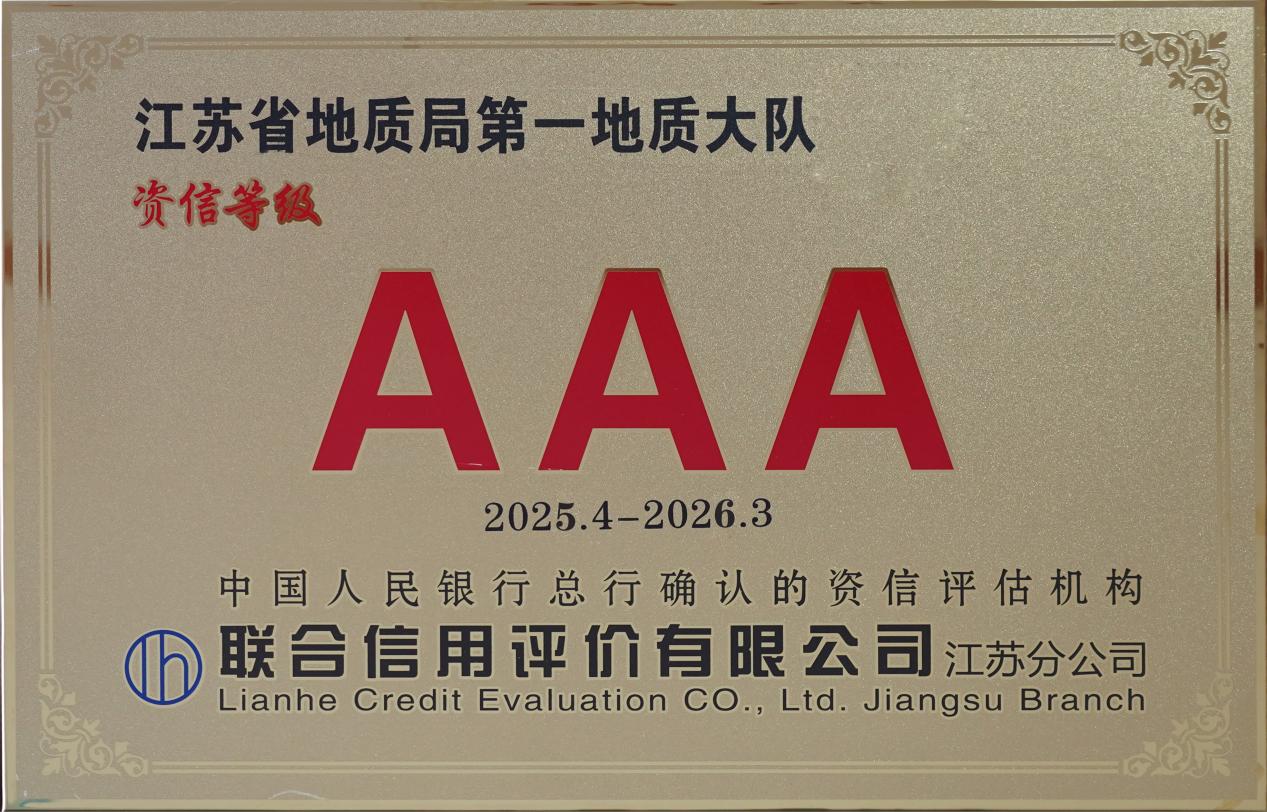 江苏省地质局第一地质大队
资信等级
AAA
2025.4–2026.3
中国人民银行总行确认的资信评估机构
联合信用评价有限公司江苏分公司
Lianhe Credit Evaluation CO., Ltd. Jiangsu Branch